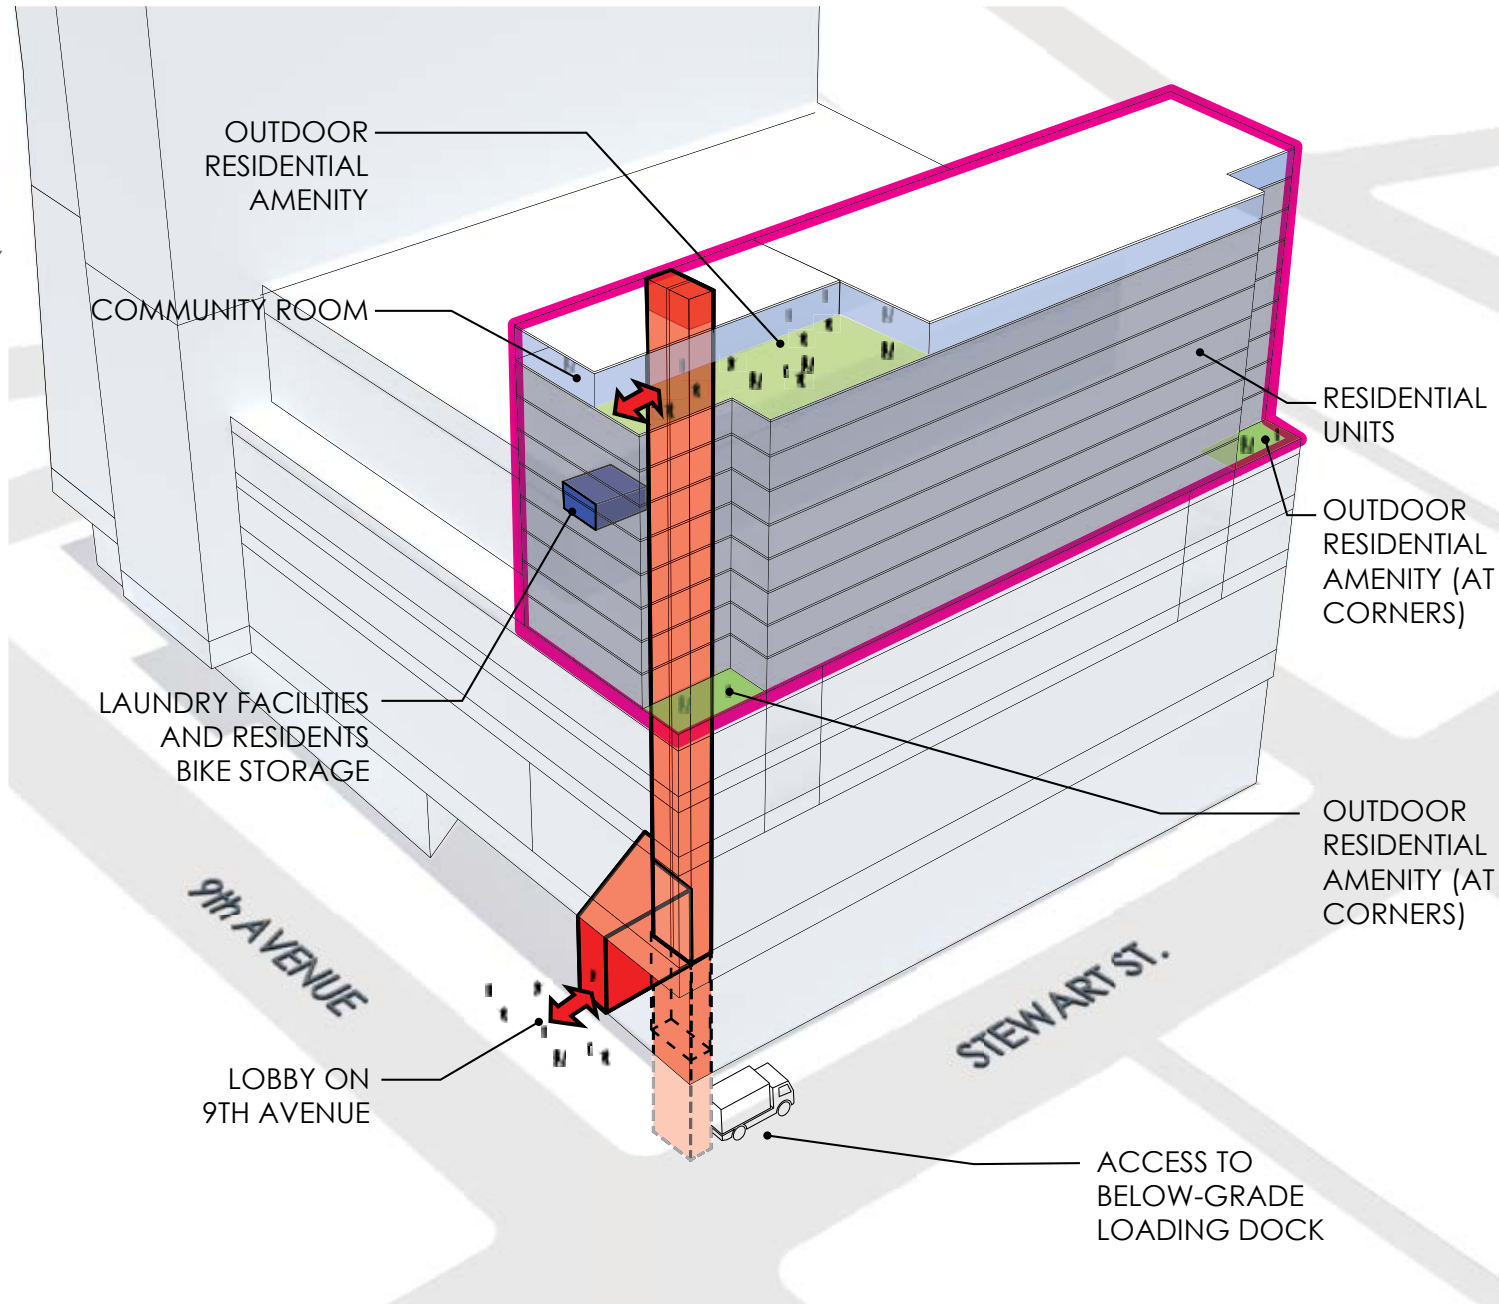 OUTDOOR
RESIDENTIAL
AMENITY
COMMUNITY ROOM
RESIDENTIAL
UNITS
OUTDOOR
RESIDENTIAL
AMENITY (AT
CORNERS)
LAUNDRY FACILITIES
AND RESIDENTS
BIKE STORAGE
OUTDOOR
RESIDENTIAL
AMENITY (AT
CORNERS)
9th AVENUE
STEWART ST.
LOBBY ON
9TH AVENUE
ACCESS TO
BELOW-GRADE
LOADING DOCK